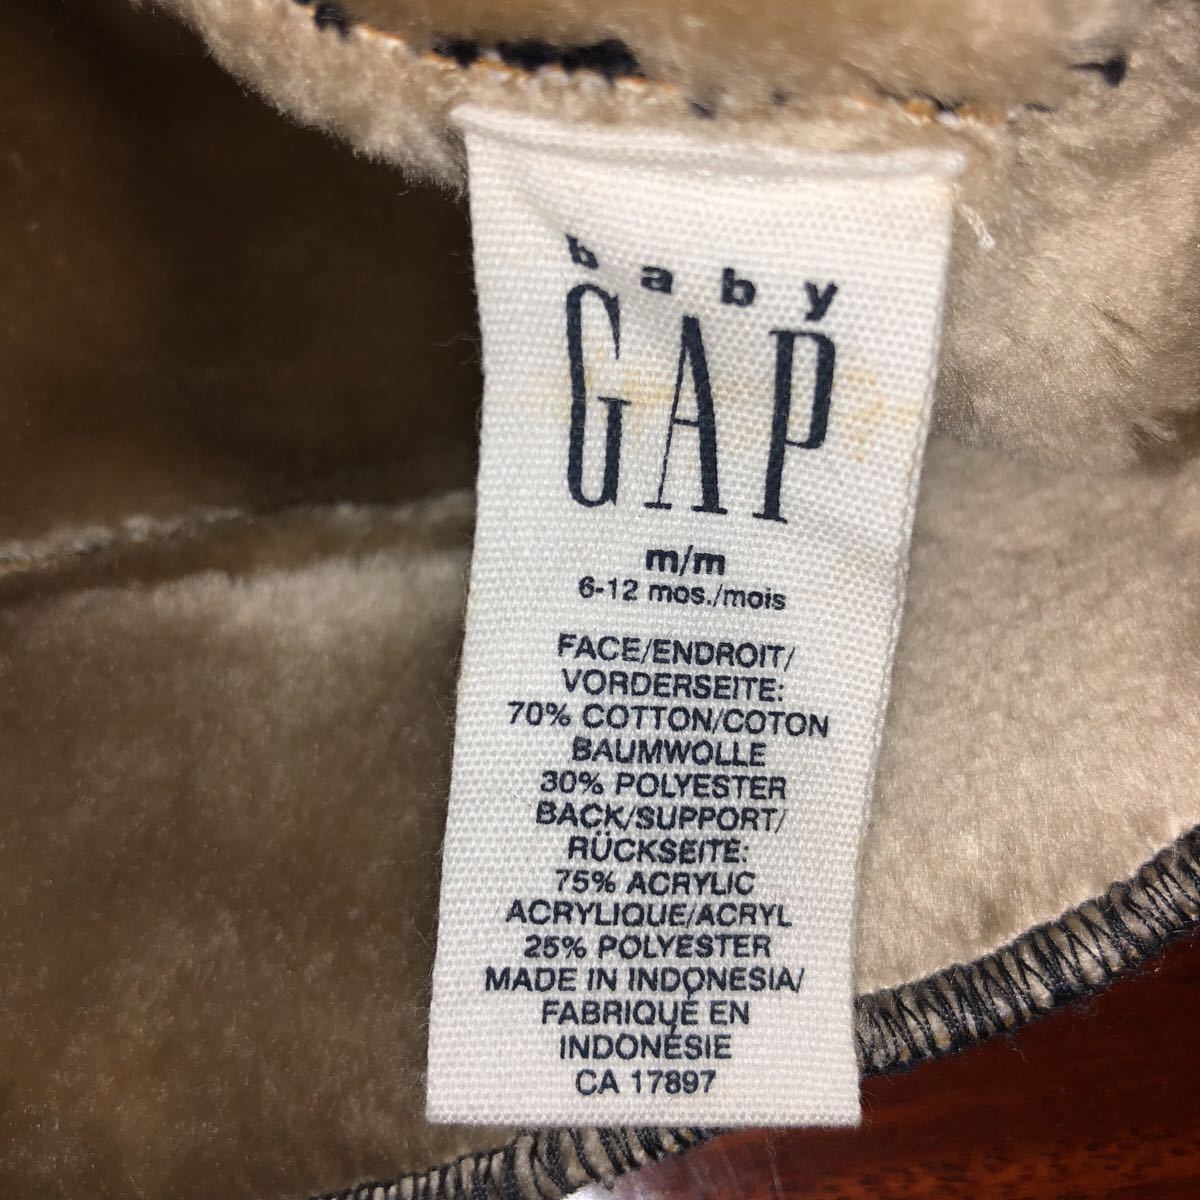 baby
GAP
m/m
6-12 mos./mois
FACE/ENDROIT/
VORDERSEITE:
70% COTTON/COTON
BAUMWOLLE
30% POLYESTER
BACK/SUPPORT/
RÜCKSEITE:
75% ACRYLIC
ACRYLIQUE/ACRYL
25% POLYESTER
MADE IN INDONESIA/
FABRIQUÉ EN
INDONÉSIE
CA 17897